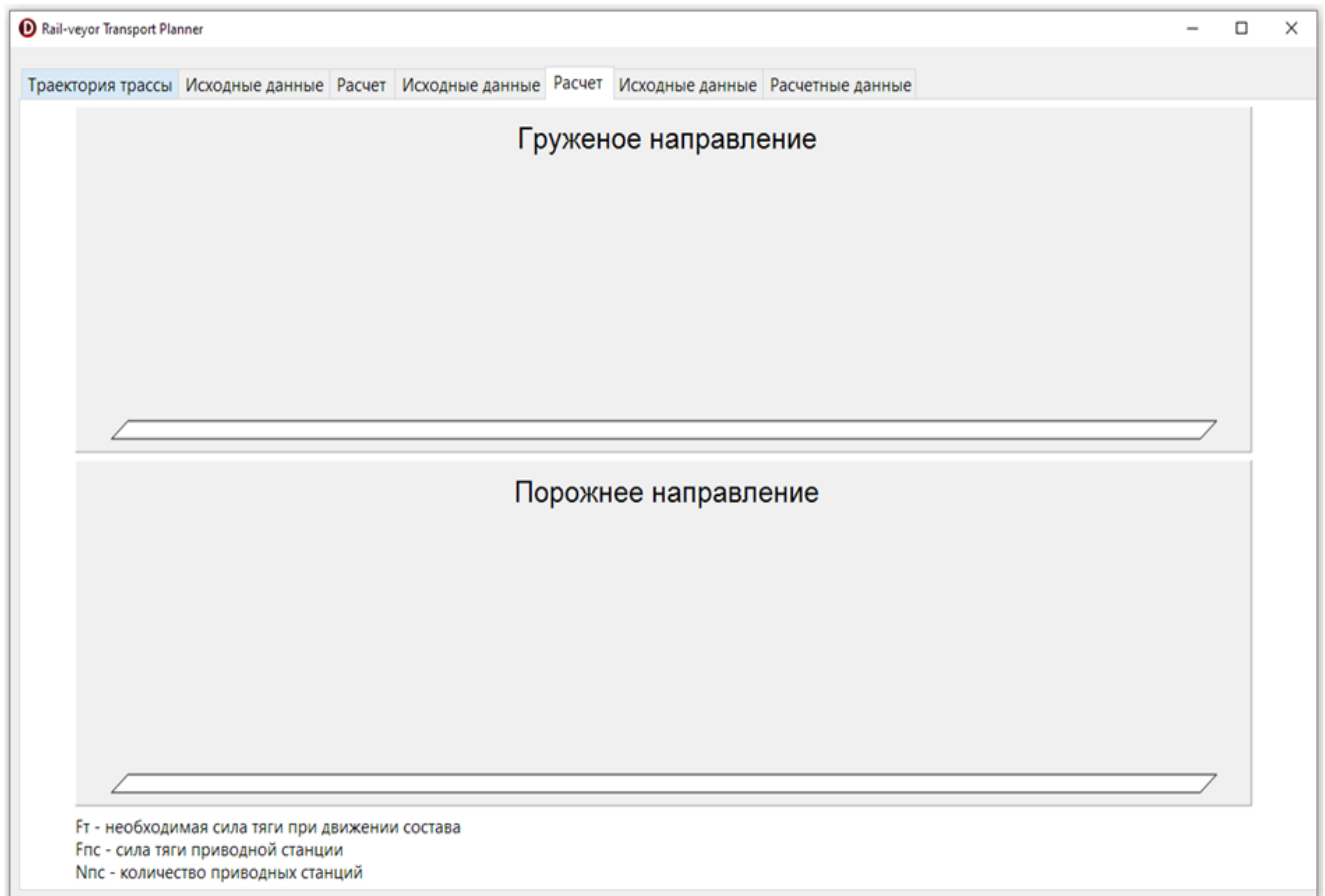 Rail-veyor Transport Planner
Траектория трассы Исходные данные Расчет Исходные данные Расчет Исходные данные Расчетные данные
Груженое направление
Порожнее направление
Fт - необходимая сила тяги при движении состава
Fпс - сила тяги приводной станции
Nпс - количество приводных станций